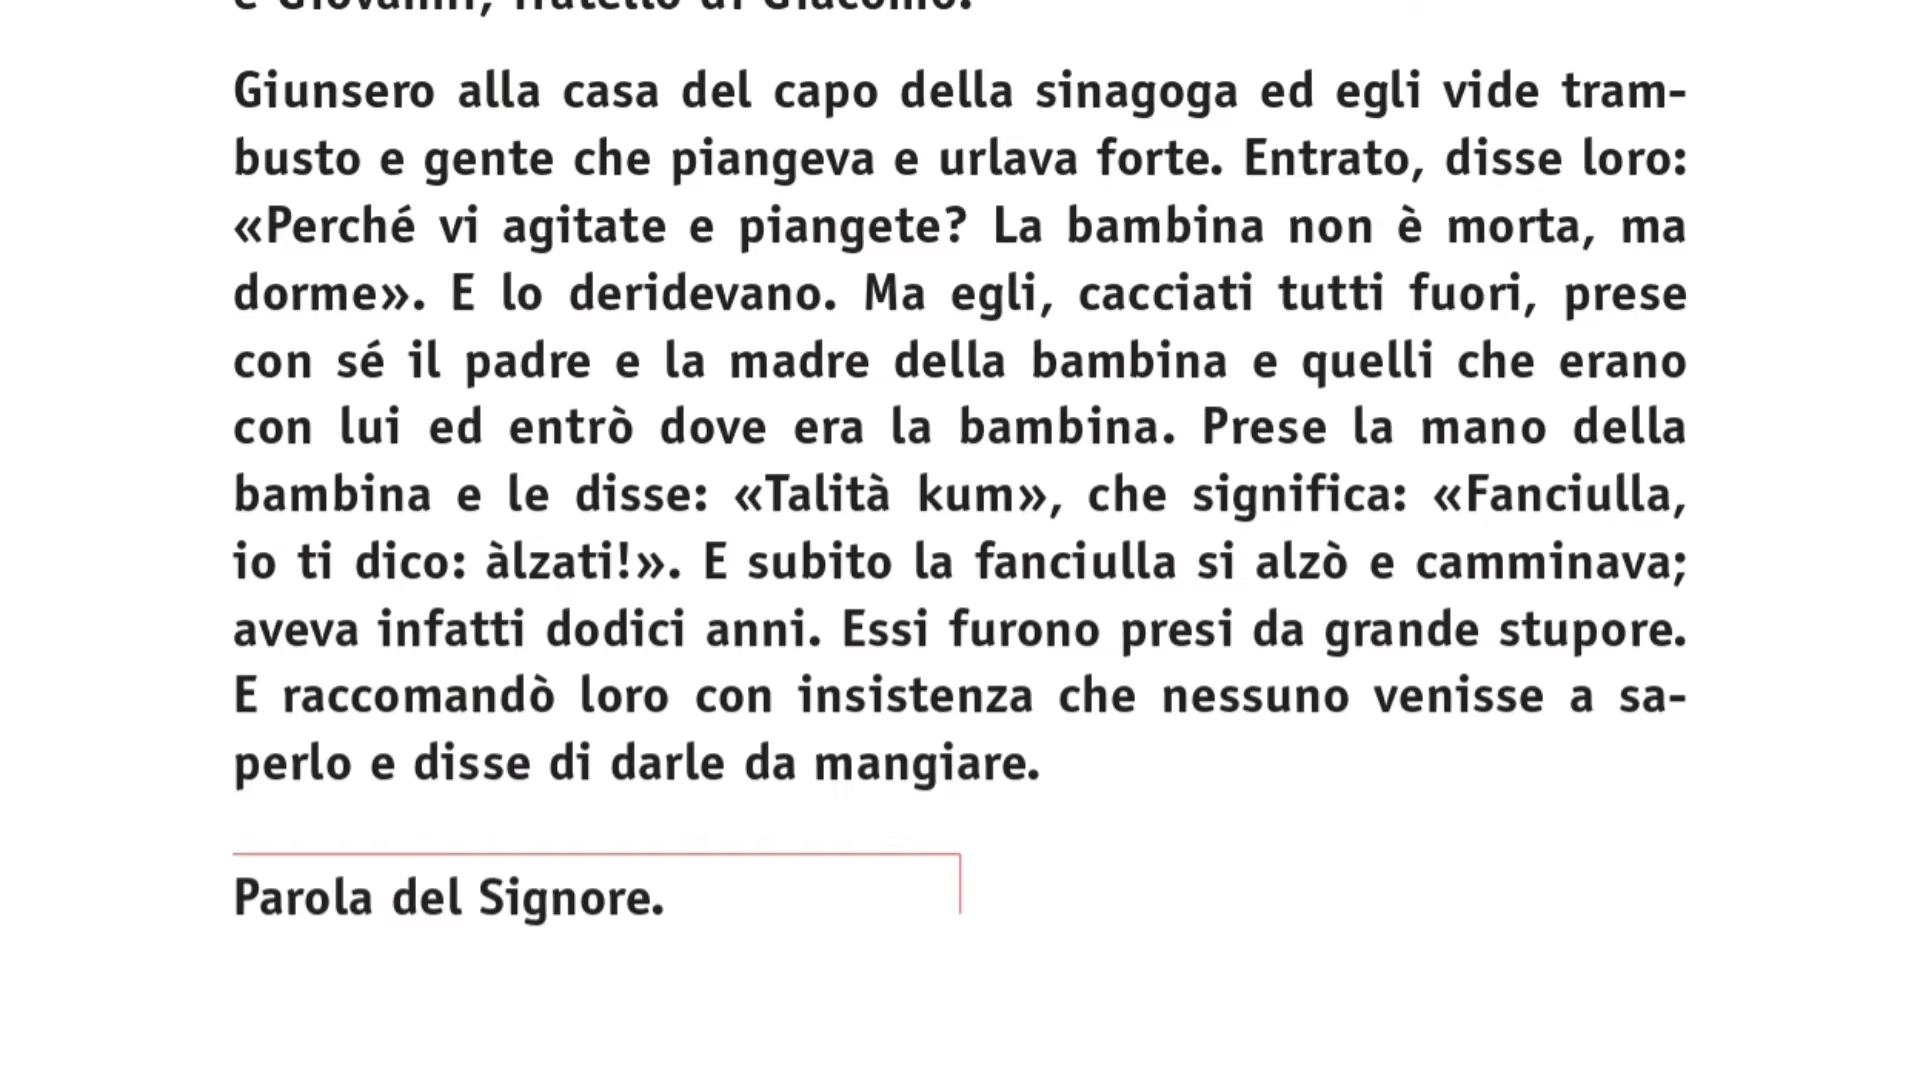 e Giovanni, fratello di Giacomo.
Giunsero alla casa del capo della sinagoga ed egli vide tram-
busto e gente che piangeva e urlava forte. Entrato, disse loro:
«Perché vi agitate e piangete? La bambina non è morta, ma
dorme». E lo deridevano. Ma egli, cacciati tutti fuori, prese
con sé il padre e la madre della bambina e quelli che erano
con lui ed entrò dove era la bambina. Prese la mano della
bambina e le disse: «Talità kum», che significa: «Fanciulla,
io ti dico: àlzati!». E subito la fanciulla si alzò e camminava;
aveva infatti dodici anni. Essi furono presi da grande stupore.
E raccomandò loro con insistenza che nessuno venisse a sa-
perlo e disse di darle da mangiare.
Parola del Signore.